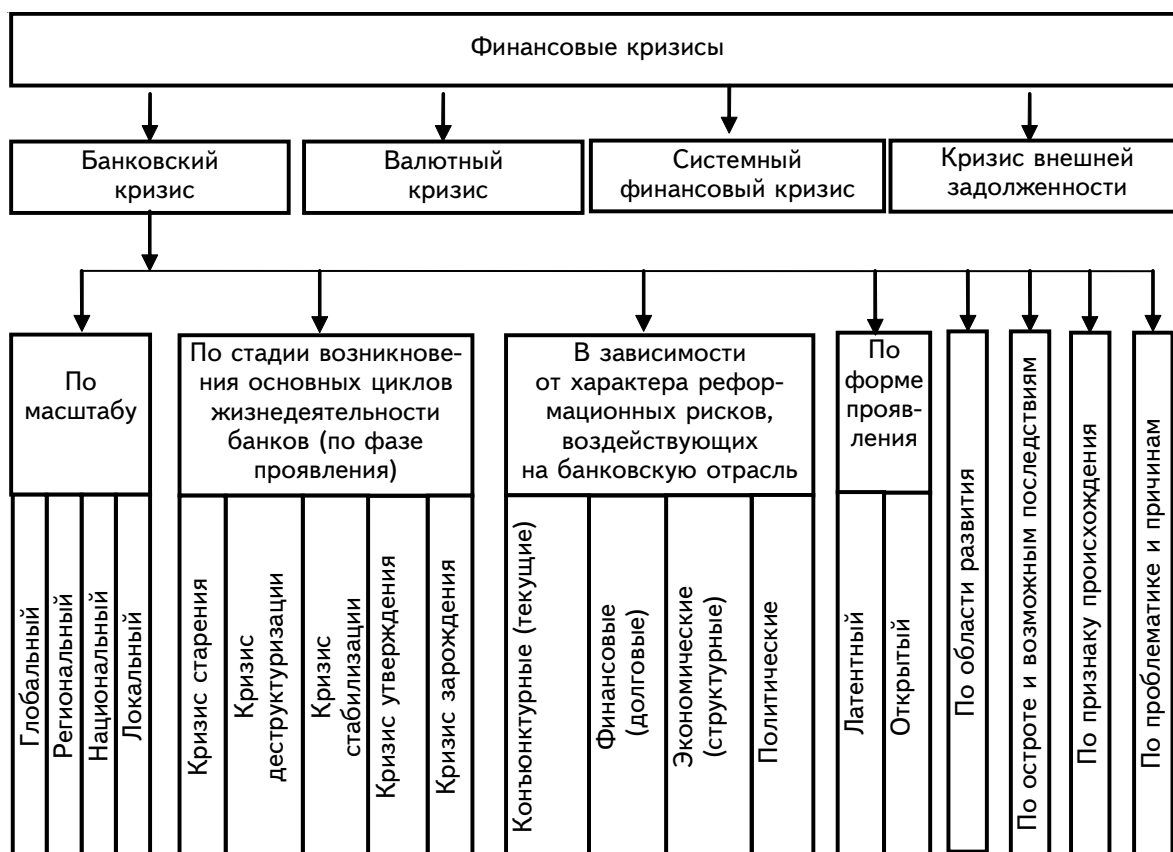 Финансовые кризисы
Банковский
кризис
Валютный
кризис
Системный
финансовый кризис
Кризис внешней
задолженности
По
масштабу
По стадии возникнове-
ения основных циклов
жизнедеятельности
банков (по фазе
проявления)
В зависимости
от характера рефор-
мационных рисков,
воздействующих
на банковскую отрасль
По
форме
прояв-
ления
По области развития
По остроте и возможным последствиям
По признаку происхождения
По проблематике и причинам
Глобальный
Региональный
Национальный
Локальный
Кризис старения
Кризис
деструктуризации
Кризис
стабилизации
Кризис утверждения
Кризис зарождения
Конъюнктурные (текущие)
Финансовые
(долговые)
Экономические
(структурные)
Политические
Латентный
Открытый